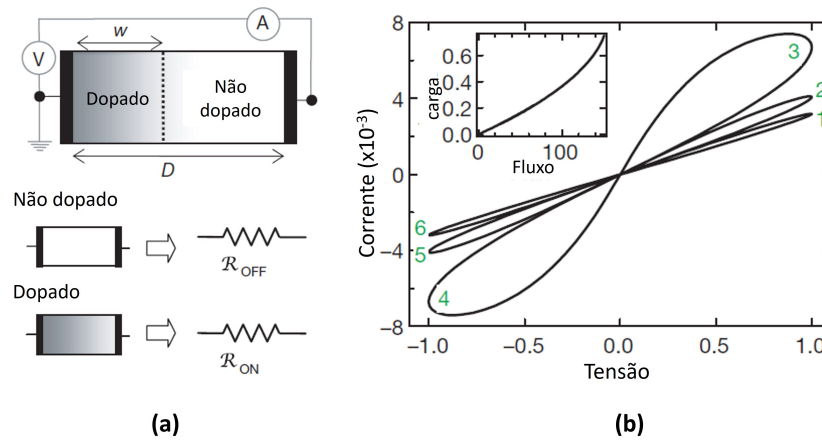 w
A
V
Dopado
Não
dopado
D
Não dopado
ℛ OFF
Dopado
ℛ ON
(a)
8
4
0
−4
−8
Corrente (x10⁻³)
−1.0
−0.5
0.0
0.5
1.0
Tensão
0.6
0.4
0.2
0.0
carga
0
100
Fluxo
3
2
1
6
5
4
(b)